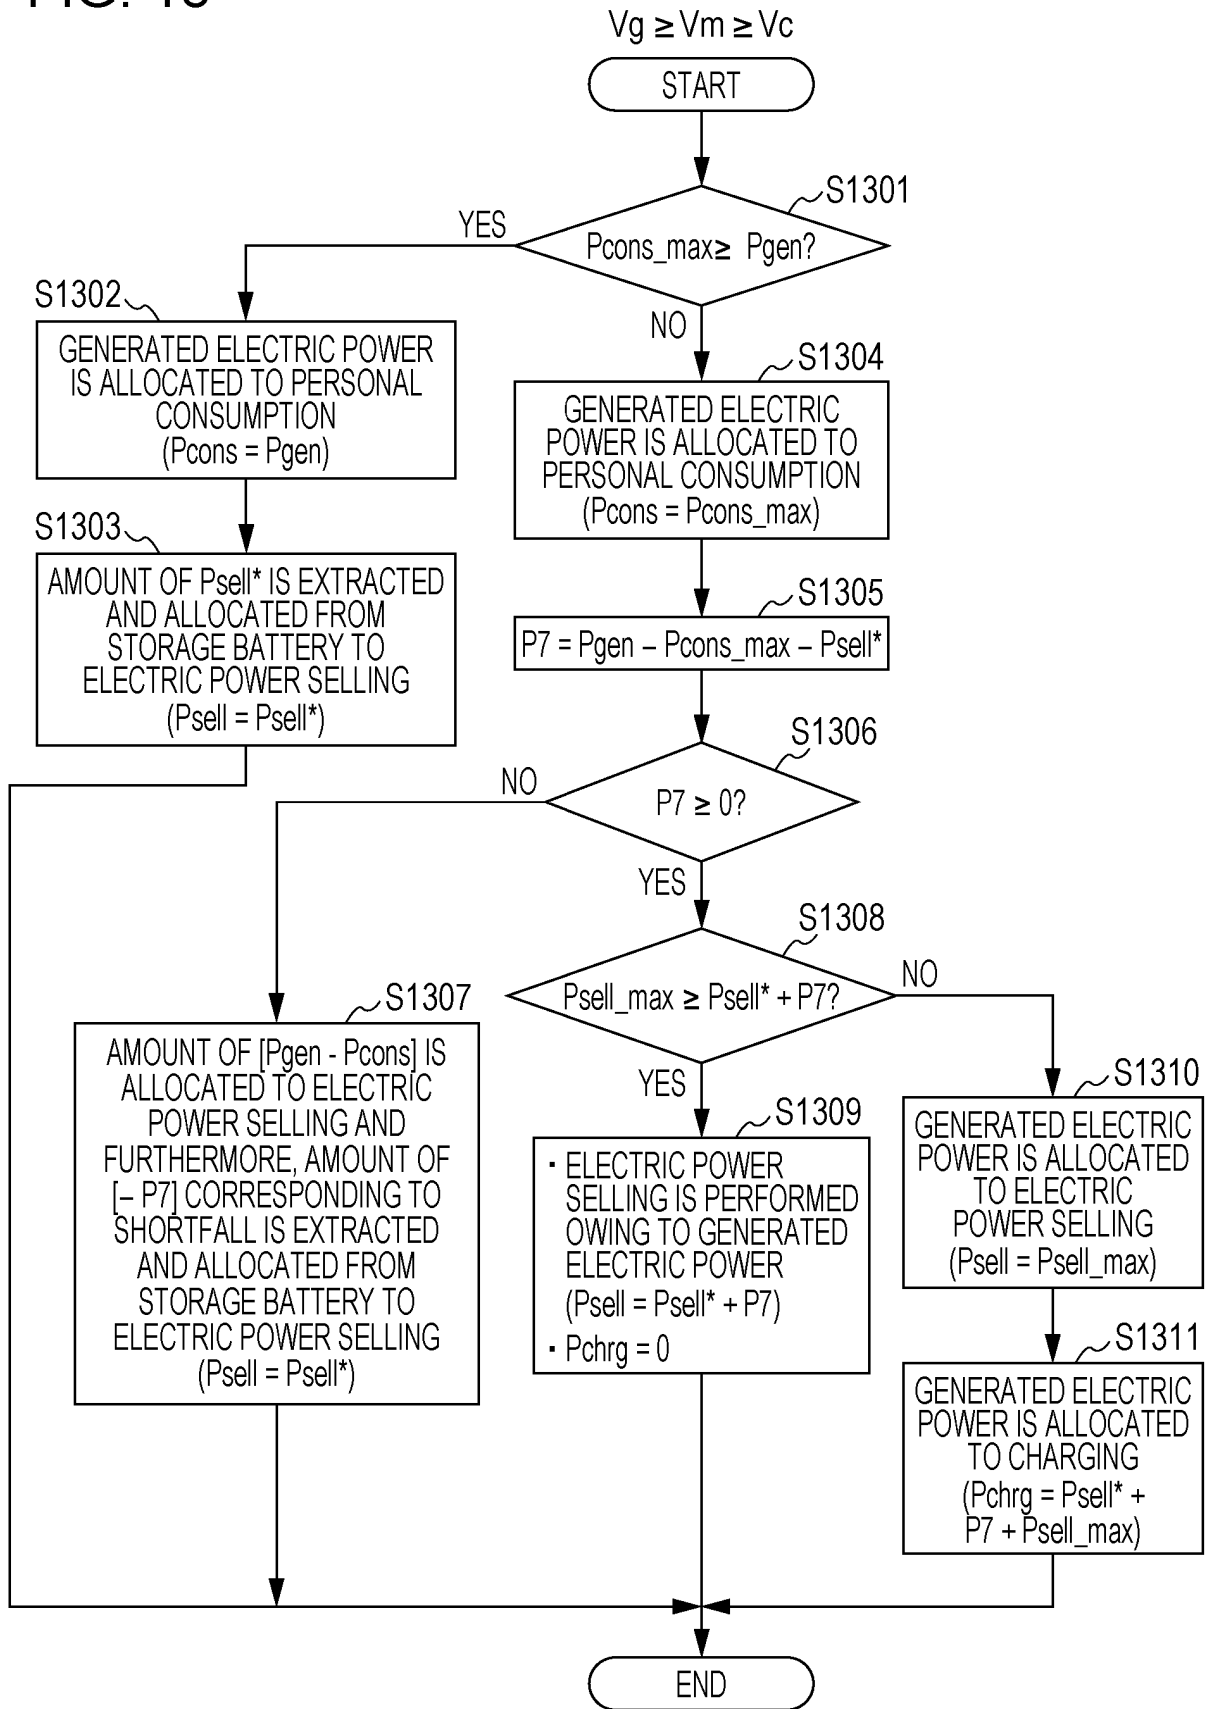 Vg ≥ Vm ≥ Vc
START
S1301
YES
Pcons_max≥ Pgen?
NO
S1302
GENERATED ELECTRIC POWER
IS ALLOCATED TO PERSONAL
CONSUMPTION
(Pcons = Pgen)
S1303
AMOUNT OF Psell* IS EXTRACTED
AND ALLOCATED FROM
STORAGE BATTERY TO
ELECTRIC POWER SELLING
(Psell = Psell*)
S1304
GENERATED ELECTRIC
POWER IS ALLOCATED TO
PERSONAL CONSUMPTION
(Pcons = Pcons_max)
S1305
P7 = Pgen – Pcons_max – Psell*
S1306
NO
P7 ≥ 0?
YES
S1307
AMOUNT OF [Pgen - Pcons] IS
ALLOCATED TO ELECTRIC
POWER SELLING AND
FURTHERMORE, AMOUNT OF
[– P7] CORRESPONDING TO
SHORTFALL IS EXTRACTED
AND ALLOCATED FROM
STORAGE BATTERY TO
ELECTRIC POWER SELLING
(Psell = Psell*)
S1308
NO
Psell_max ≥ Psell* + P7?
YES
S1309
▪ ELECTRIC POWER
SELLING IS PERFORMED
OWING TO GENERATED
ELECTRIC POWER
(Psell = Psell* + P7)
▪ Pchrg = 0
S1310
GENERATED ELECTRIC
POWER IS ALLOCATED
TO ELECTRIC
POWER SELLING
(Psell = Psell_max)
S1311
GENERATED ELECTRIC
POWER IS ALLOCATED
TO CHARGING
(Pchrg = Psell* +
P7 + Psell_max)
END